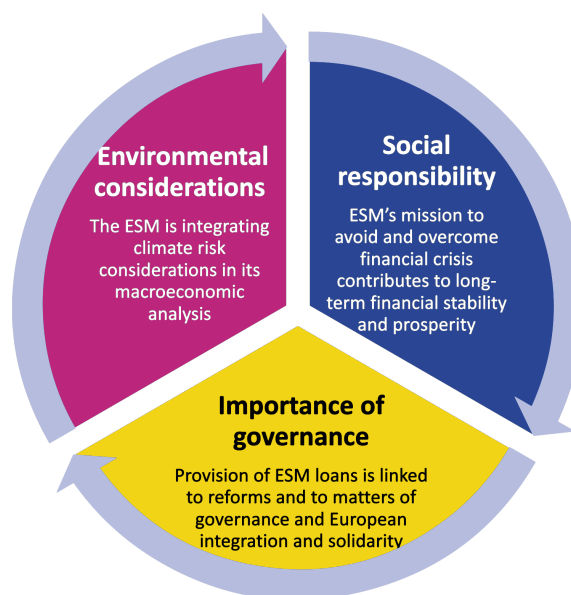 Environmental
considerations
The ESM is integrating
climate risk
considerations in its
macroeconomic
analysis
Social
responsibility
ESM’s mission to
avoid and overcome
financial crisis
contributes to long-
term financial stability
and prosperity
Importance of
governance
Provision of ESM loans is linked
to reforms and to matters of
governance and European
integration and solidarity